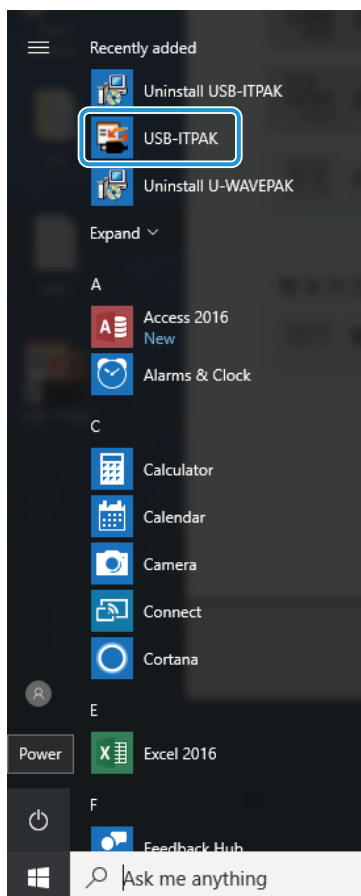 Recently added
Uninstall USB-ITPAK
USB-ITPAK
Uninstall U-WAVEPAK
Expand
A
Access 2016
New
Alarms & Clock
C
Calculator
Calendar
Camera
Connect
Cortana
E
Power
Excel 2016
F
Feedback Hub
Ask me anything